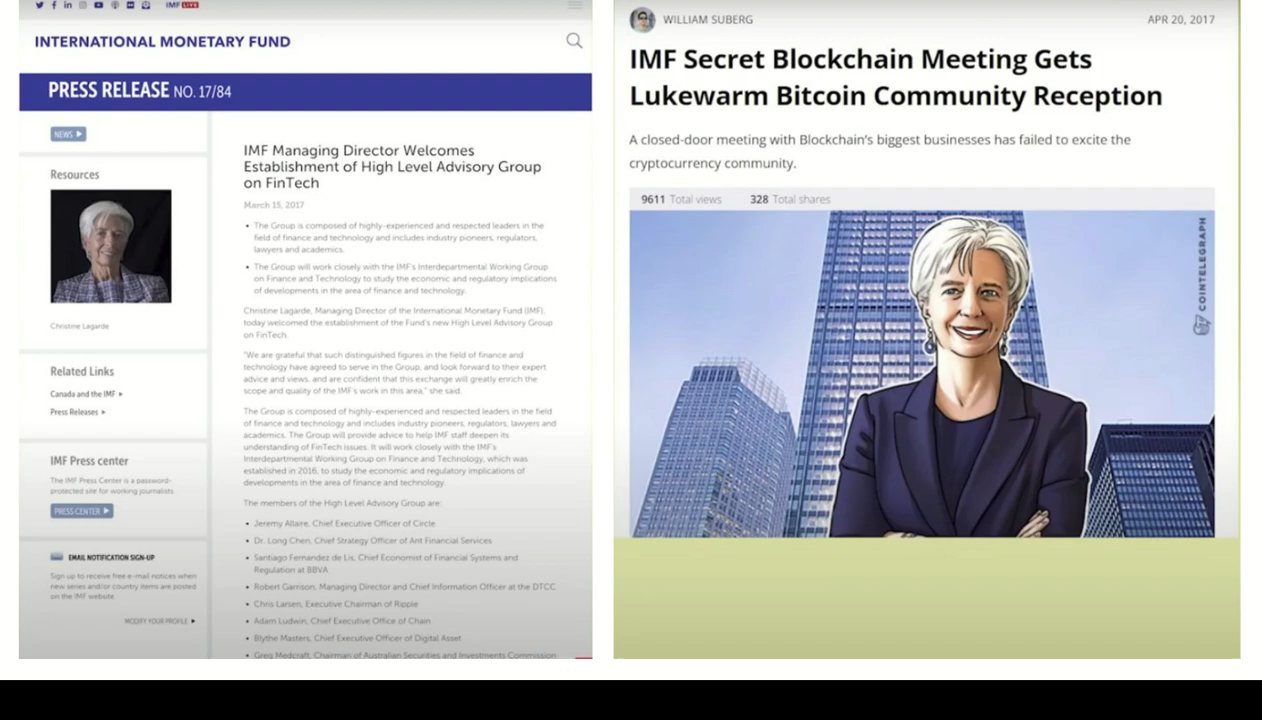 IMF LIVE
INTERNATIONAL MONETARY FUND
PRESS RELEASE NO. 17/84
NEWS
Resources
Christine Lagarde
Related Links
Canada and the IMF
Press Releases
IMF Press center
The IMF Press Center is a password-
protected site for working journalists.
PRESS CENTER
EMAIL NOTIFICATION SIGN-UP
Sign up to receive free e-mail notices when
new series and/or country items are posted
on the IMF website.
MODIFY YOUR PROFILE
IMF Managing Director Welcomes
Establishment of High Level Advisory Group
on FinTech
March 15, 2017
• The Group is composed of highly-experienced and respected leaders in the
field of finance and technology and includes industry pioneers, regulators,
lawyers and academics.
• The Group will work closely with the IMF's Interdepartmental Working Group
on Finance and Technology to study the economic and regulatory implications
of developments in the area of finance and technology.
Christine Lagarde, Managing Director of the International Monetary Fund (IMF),
today welcomed the establishment of the Fund's new High Level Advisory Group
on FinTech.
"We are grateful that such distinguished figures in the field of finance and
technology have agreed to serve in the Group, and look forward to their expert
advice and views, and are confident that this exchange will greatly enrich the
scope and quality of the IMF's work in this area," she said.
The Group is composed of highly-experienced and respected leaders in the field
of finance and technology and includes industry pioneers, regulators, lawyers and
academics. The Group will provide advice to help IMF staff deepen its
understanding of FinTech issues. It will work closely with the IMF's
Interdepartmental Working Group on Finance and Technology, which was
established in 2016, to study the economic and regulatory implications of
developments in the area of finance and technology.
The members of the High Level Advisory Group are:
• Jeremy Allaire, Chief Executive Officer of Circle
• Dr. Long Chen, Chief Strategy Officer of Ant Financial Services
• Santiago Fernandez de Lis, Chief Economist of Financial Systems and
Regulation at BBVA
• Robert Garrison, Managing Director and Chief Information Officer at the DTCC
• Chris Larsen, Executive Chairman of Ripple
• Adam Ludwin, Chief Executive Office of Chain
• Blythe Masters, Chief Executive Officer of Digital Asset
• Greg Medcraft, Chairman of Australian Securities and Investments Commission
WILLIAM SUBERG
APR 20, 2017
IMF Secret Blockchain Meeting Gets
Lukewarm Bitcoin Community Reception
A closed-door meeting with Blockchain's biggest businesses has failed to excite the
cryptocurrency community.
9611 Total views 328 Total shares
COINTELEGRAPH